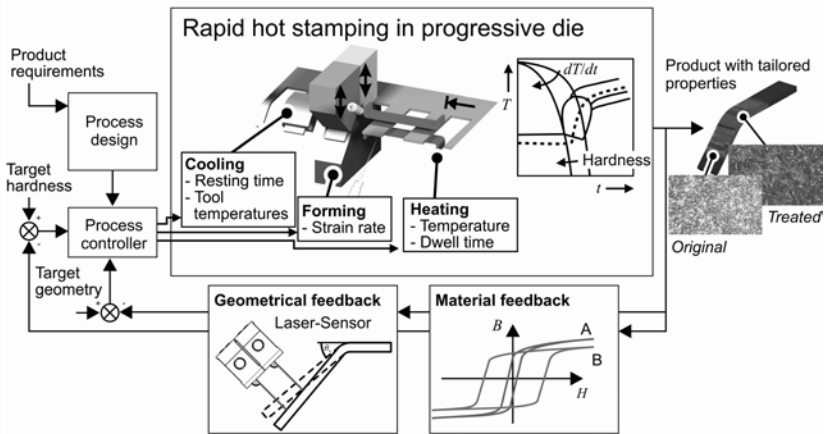 Rapid hot stamping in progressive die
Product
requirements
Process
design
Target
hardness
+
-
Process
controller
Target
geometry
+
-
Cooling
- Resting time
- Tool
temperatures
Forming
- Strain rate
Heating
- Temperature
- Dwell time
T
dT/dt
Hardness
t
Product with tailored
properties
Treated
Original
Geometrical feedback
Laser-Sensor
Material feedback
B
A
B
H